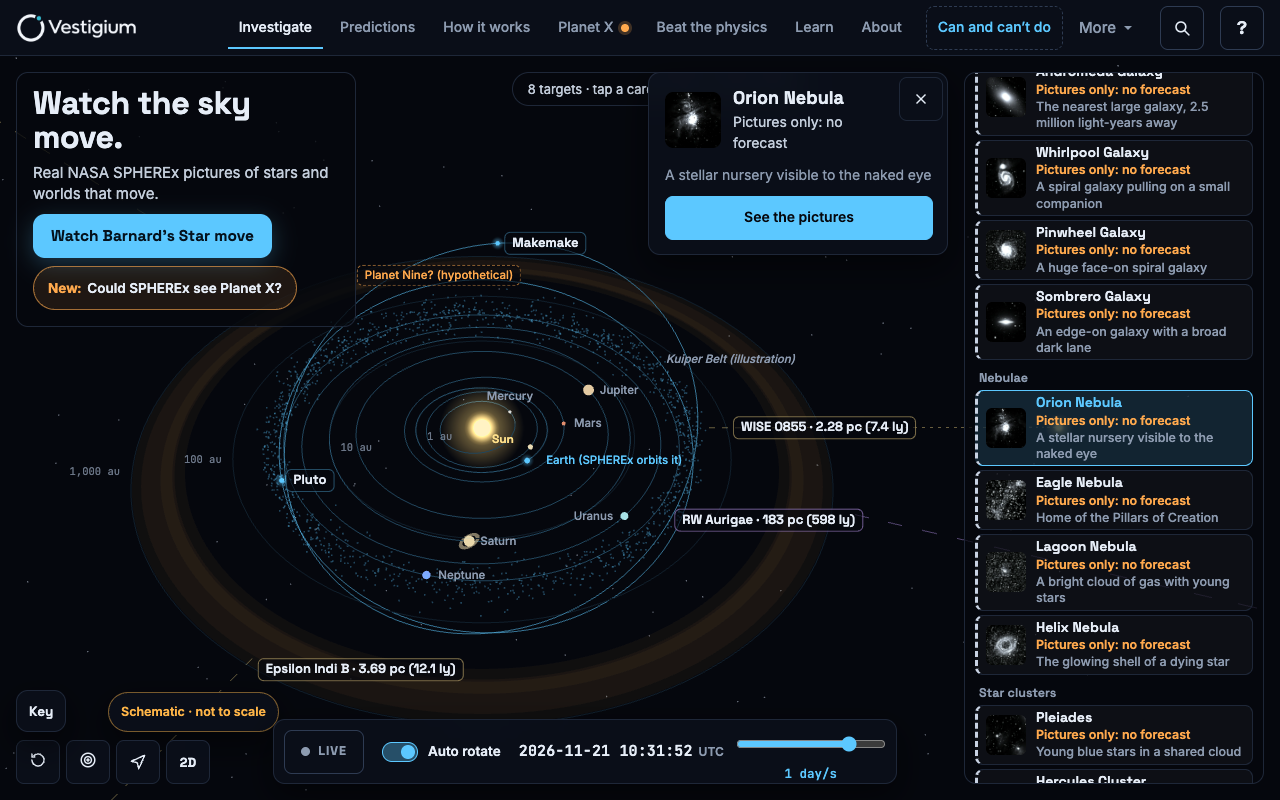 Vestigium
Investigate
Predictions
How it works
Planet X
Beat the physics
Learn
About
Can and can't do
More
?
Watch the sky
move.
Real NASA SPHEREx pictures of stars and
worlds that move.
Watch Barnard's Star move
New: Could SPHEREx see Planet X?
8 targets · tap a card
Orion Nebula
Pictures only: no
forecast
A stellar nursery visible to the naked eye
See the pictures
Makemake
Planet Nine? (hypothetical)
Kuiper Belt (illustration)
Mercury
Jupiter
Mars
Sun
1 au
10 au
100 au
1,000 au
Earth (SPHEREx orbits it)
WISE 0855 · 2.28 pc (7.4 ly)
Pluto
Uranus
RW Aurigae · 183 pc (598 ly)
Saturn
Neptune
Epsilon Indi B · 3.69 pc (12.1 ly)
Andromeda Galaxy
Pictures only: no forecast
The nearest large galaxy, 2.5
million light-years away
Whirlpool Galaxy
Pictures only: no forecast
A spiral galaxy pulling on a small
companion
Pinwheel Galaxy
Pictures only: no forecast
A huge face-on spiral galaxy
Sombrero Galaxy
Pictures only: no forecast
An edge-on galaxy with a broad
dark lane
Nebulae
Orion Nebula
Pictures only: no forecast
A stellar nursery visible to the
naked eye
Eagle Nebula
Pictures only: no forecast
Home of the Pillars of Creation
Lagoon Nebula
Pictures only: no forecast
A bright cloud of gas with young
stars
Helix Nebula
Pictures only: no forecast
The glowing shell of a dying star
Star clusters
Pleiades
Pictures only: no forecast
Young blue stars in a shared cloud
Hercules Cluster
Key
Schematic · not to scale
2D
LIVE
Auto rotate
2026-11-21 10:31:52 UTC
1 day/s